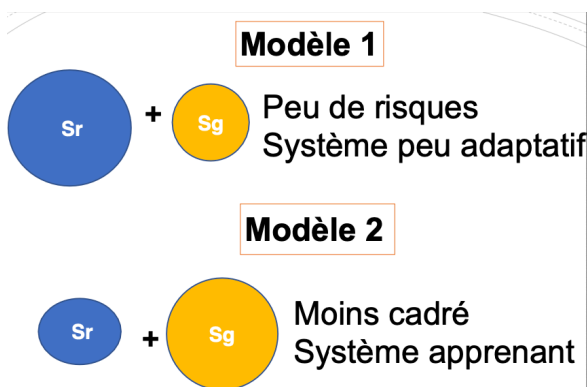 Modèle 1
Sr + Sg Peu de risques
Système peu adaptatif
Modèle 2
Sr + Sg Moins cadré
Système apprenant